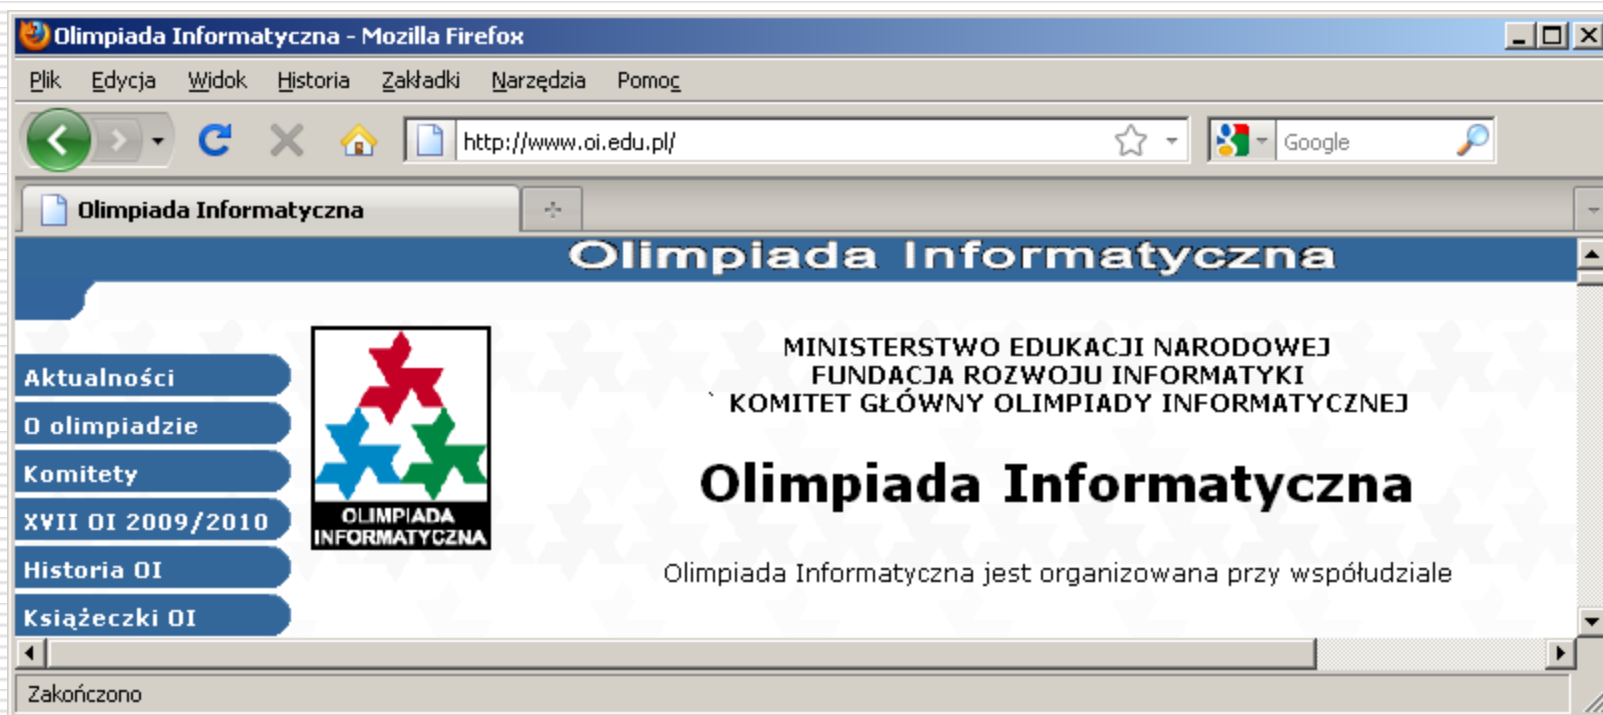 Olimpiada Informatyczna - Mozilla Firefox
Plik Edycja Widok Historia Zakładki Narzędzia Pomoc
http://www.oi.edu.pl/ Google
Olimpiada Informatyczna
Olimpiada Informatyczna
MINISTERSTWO EDUKACJI NARODOWEJ
FUNDACJA ROZWOJU INFORMATYKI
` KOMITET GŁÓWNY OLIMPIADY INFORMATYCZNEJ
Aktualności
O olimpiadzie
Komitety
XVII OI 2009/2010
Historia OI
Książeczki OI
OLIMPIADA
INFORMATYCZNA
Olimpiada Informatyczna
Olimpiada Informatyczna jest organizowana przy współudziale
Zakończono